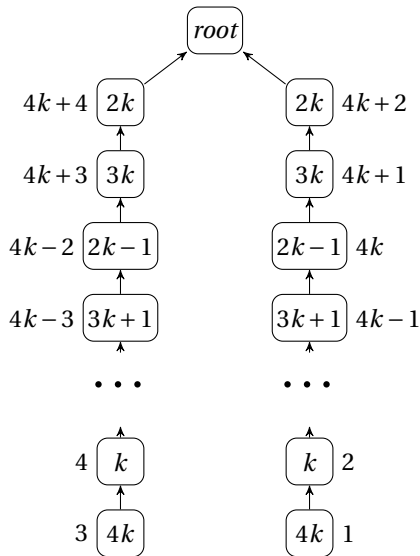 root
4k+4 2k 2k 4k+2
4k+3 3k 3k 4k+1
4k−2 2k−1 2k−1 4k
4k−3 3k+1 3k+1 4k−1
••• •••
4 k k 2
3 4k 4k 1